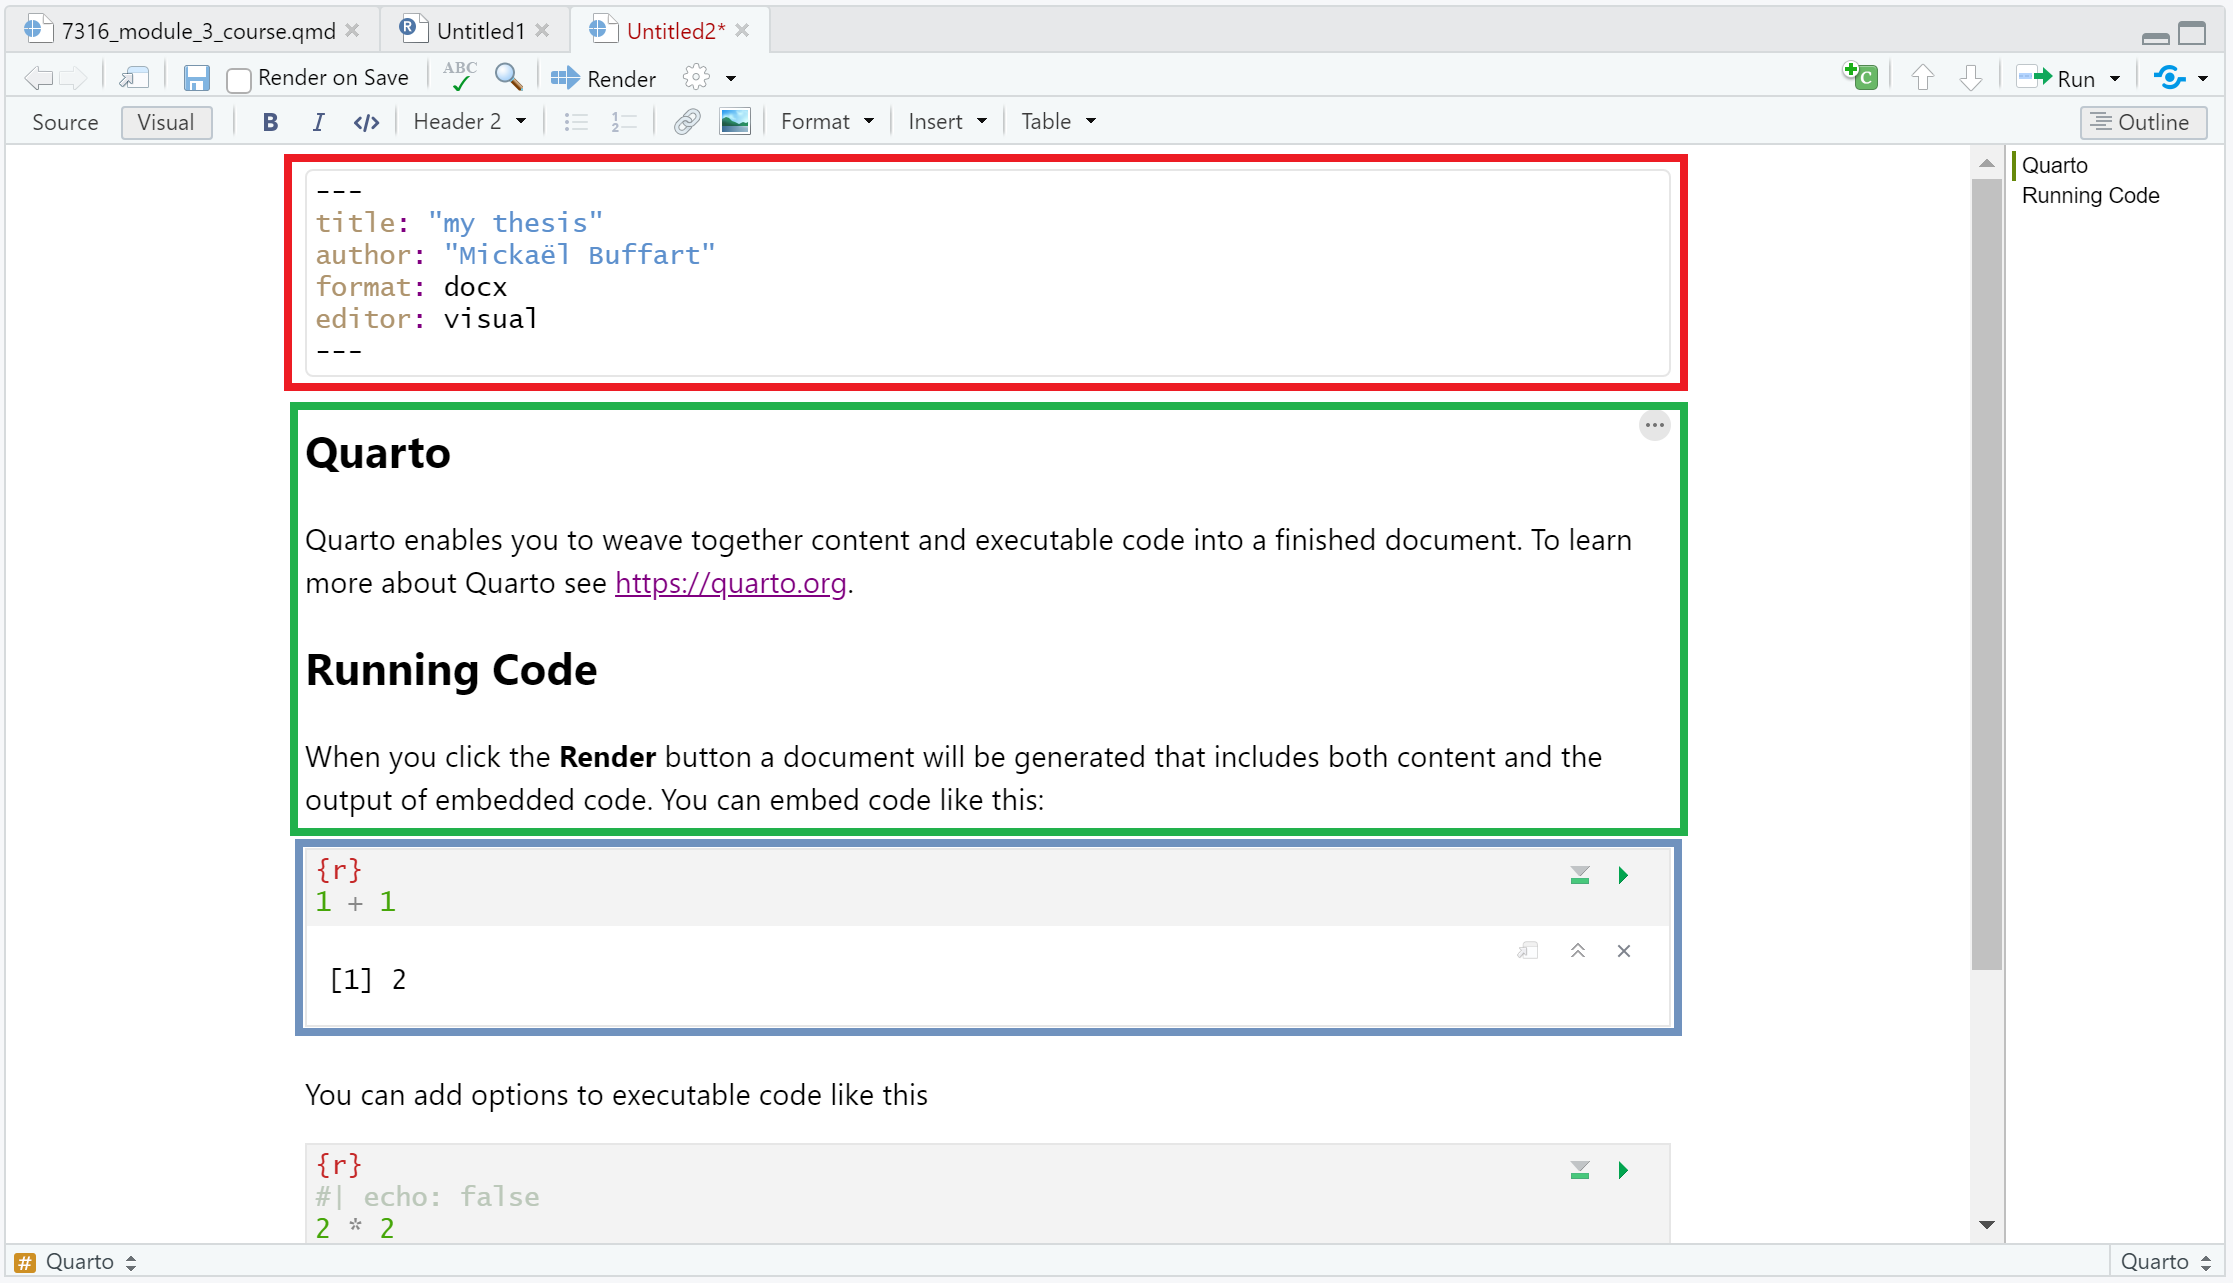 7316_module_3_course.qmd Untitled1 Untitled2*
Render on Save ABC Render Run
Source Visual B I </> Header 2 Format Insert Table Outline
---
title: "my thesis"
author: "Mickaël Buffart"
format: docx
editor: visual
---
Quarto
Quarto enables you to weave together content and executable code into a finished document. To learn
more about Quarto see https://quarto.org.
Running Code
When you click the Render button a document will be generated that includes both content and the
output of embedded code. You can embed code like this:
{r}
1 + 1
[1] 2
You can add options to executable code like this
{r}
#| echo: false
2 * 2
Quarto
Running Code
# Quarto
Quarto